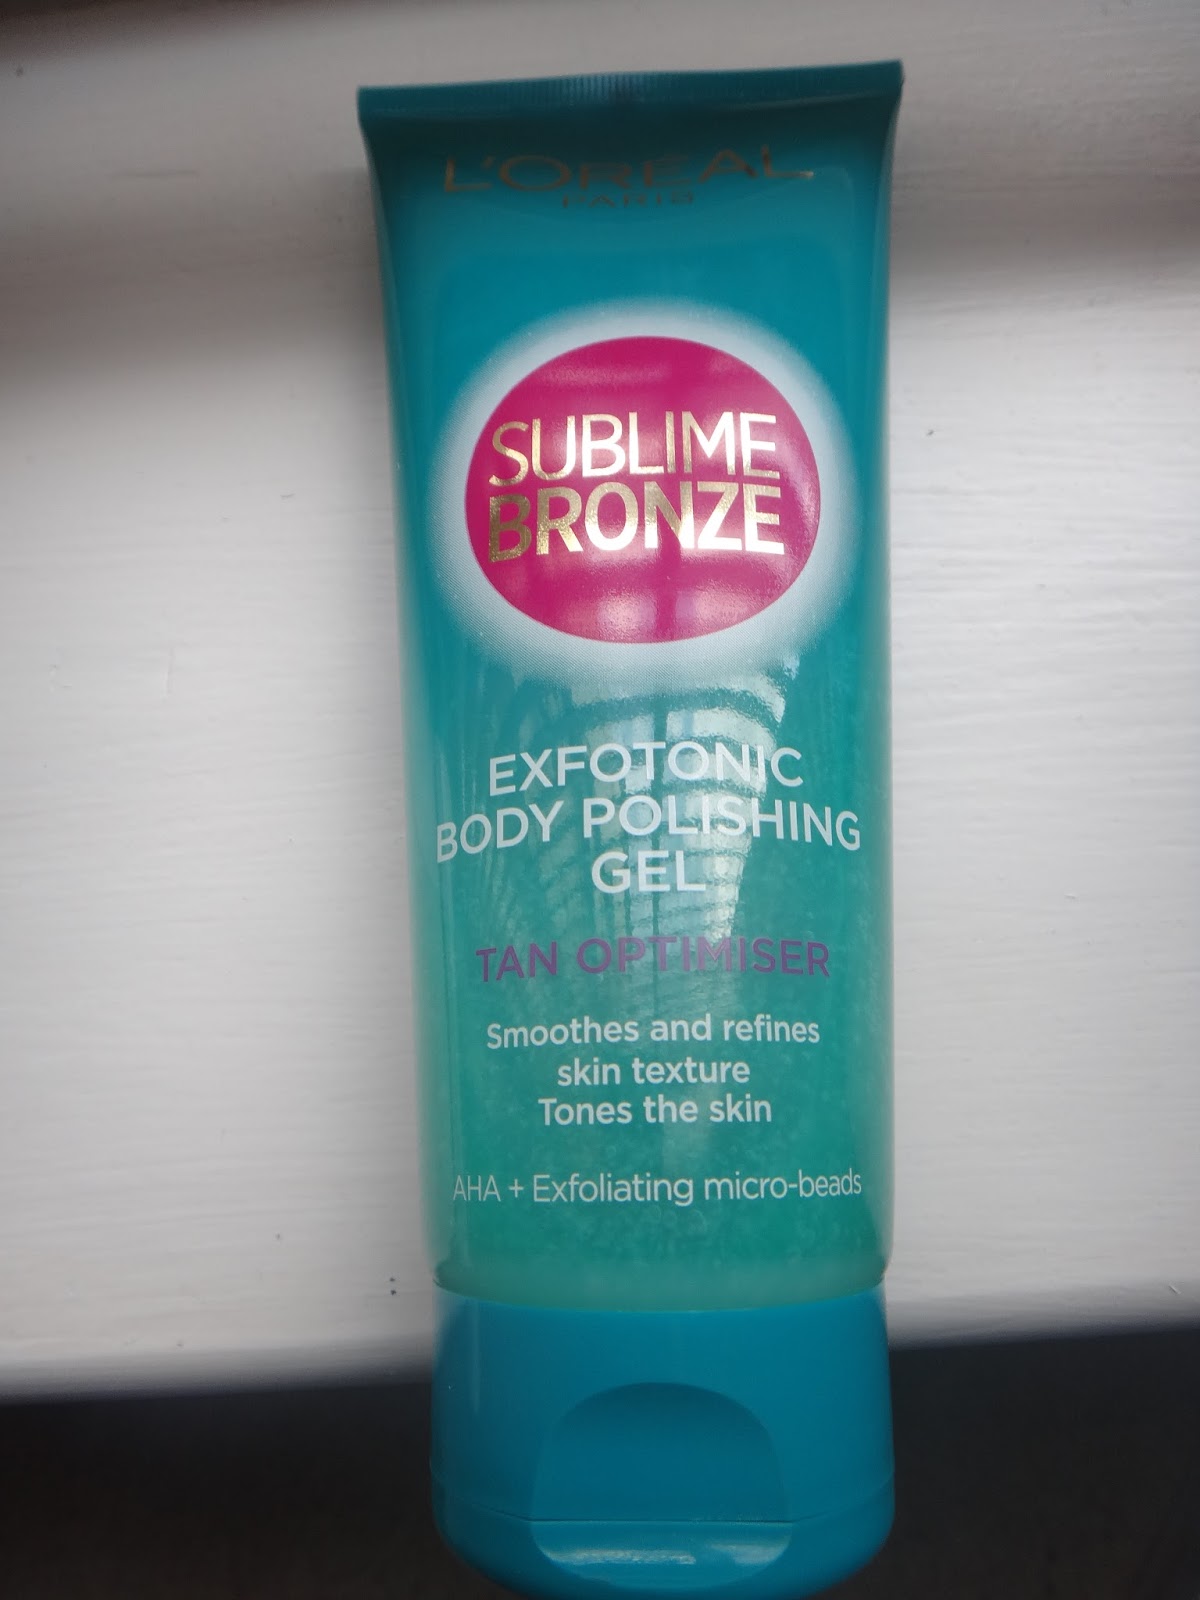 L'ORÉAL
PARIS
SUBLIME
BRONZE
EXFOTONIC
BODY POLISHING
GEL
TAN OPTIMISER
Smoothes and refines
skin texture
Tones the skin
AHA + Exfoliating micro-beads